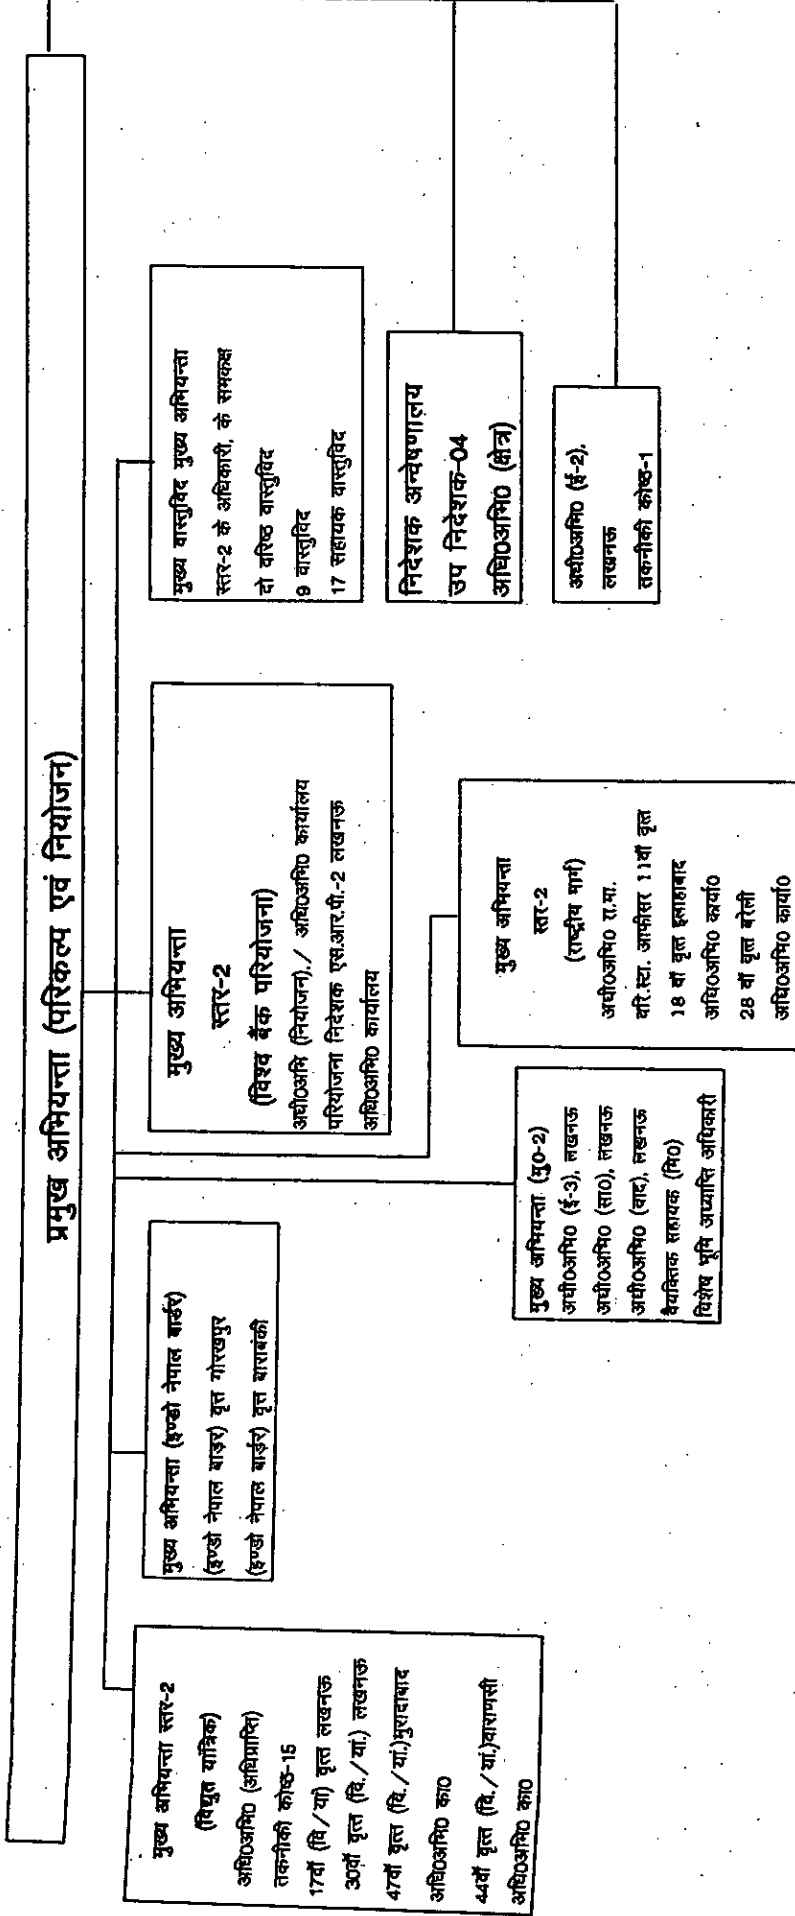 प्रमुख अभियन्ता (परिकल्प एवं नियोजन)
मुख्य अभियन्ता स्तर-2
(विद्युत यांत्रिक)
अधि0अभि0 (अधिप्राप्ति)
तकनीकी कोष्ठ-15
17वाँ (वि/यां) वृत्त लखनऊ
30वाँ वृत्त (वि./यां.) लखनऊ
47वाँ वृत्त (वि./यां.)मुरादाबाद
अधि0अभि0 का0
44वाँ वृत्त (वि./यां.)वाराणसी
अधि0अभि0 का0
मुख्य अभियन्ता (इण्डो नेपाल बार्डर)
(इण्डो नेपाल बार्डर) वृत्त गोरखपुर
(इण्डो नेपाल बार्डर) वृत्त बाराबंकी
मुख्य अभियन्ता
स्तर-2
(विश्व बैंक परियोजना)
अधी0अभि (नियोजन),/ अधि0अभि0 कार्यालय
परियोजना निदेशक एस.आर.पी.-2 लखनऊ
अधि0अभि0 कार्यालय
मुख्य वास्तुविद मुख्य अभियन्ता
स्तर-2 के अधिकारी, के समकक्ष
दो वरिष्ठ वास्तुविद
9 वास्तुविद
17 सहायक वास्तुविद
मुख्य अभियन्ता (मु0-2)
अधी0अभि0 (ई-3), लखनऊ
अधी0अभि0 (सा0), लखनऊ
अधी0अभि0 (वाद), लखनऊ
वैयक्तिक सहायक (मि0)
विशेष भूमि अध्याप्ति अधिकारी
मुख्य अभियन्ता
स्तर-2
(राष्ट्रीय मार्ग)
अधी0अभि0 रा.मा.
वरि.स्टा. आफीसर 11वाँ वृत्त
18 वाँ वृत्त इलाहाबाद
अधि0अभि0 कार्या0
28 वाँ वृत्त बरेली
अधि0अभि0 कार्या0
निदेशक अन्वेषणालय
उप निदेशक-04
अधि0अभि0 (क्षेत्र)
अधी0अभि0 (ई-2),
लखनऊ
तकनीकी कोष्ठ-1